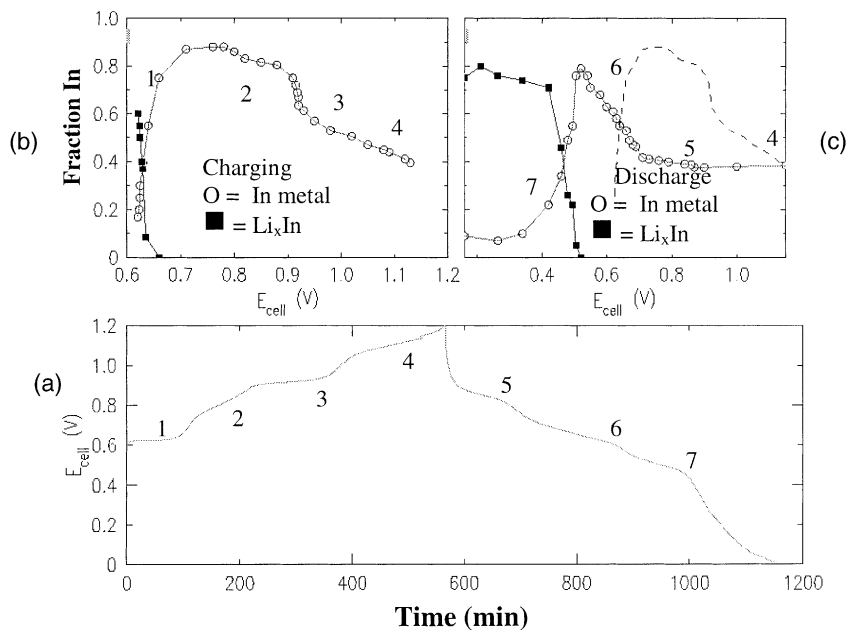 (b)
Fraction In
1.0
0.8
0.6
0.4
0.2
0
1
2
3
4
Charging
O = In metal
■ = LixIn
0.6 0.7 0.8 0.9 1.0 1.1 1.2
Ecell (V)
(c)
6
4
5
7
Discharge
O = In metal
■ = LixIn
0.4 0.6 0.8 1.0
Ecell (V)
(a)
Ecell (V)
1.2
1.0
0.8
0.6
0.4
0.2
0
1
2
3
4
5
6
7
0 200 400 600 800 1000 1200
Time (min)